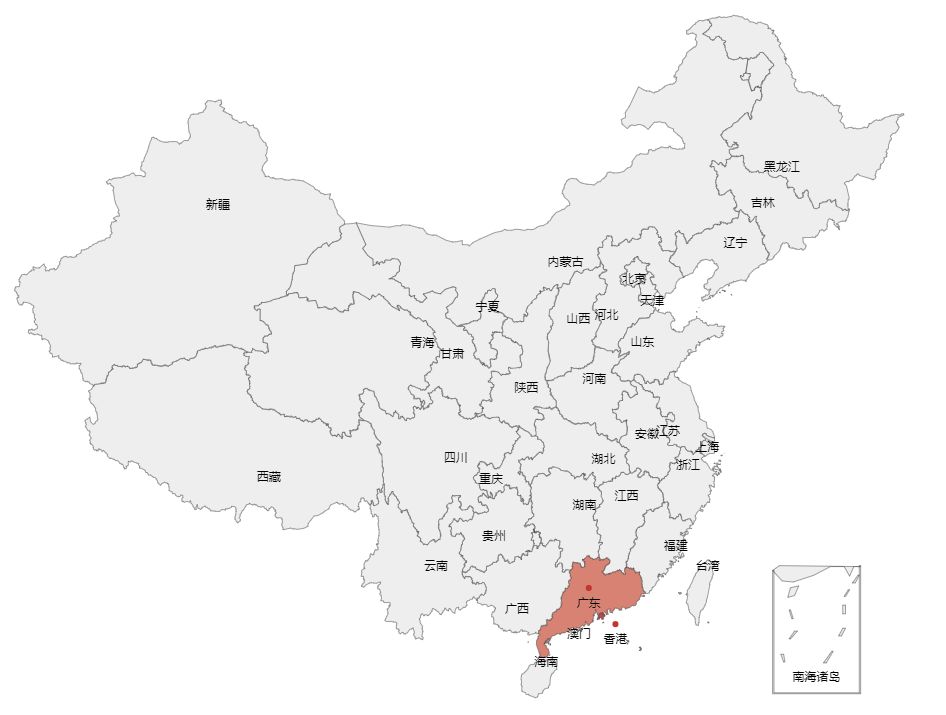 黑龙江
新疆
吉林
辽宁
内蒙古
北京
天津
宁夏
山西
河北
青海
甘肃
山东
河南
陕西
安徽
江苏
上海
四川
湖北
浙江
西藏
重庆
江西
湖南
贵州
福建
云南
台湾
广东
广西
澳门
香港
海南
南海诸岛